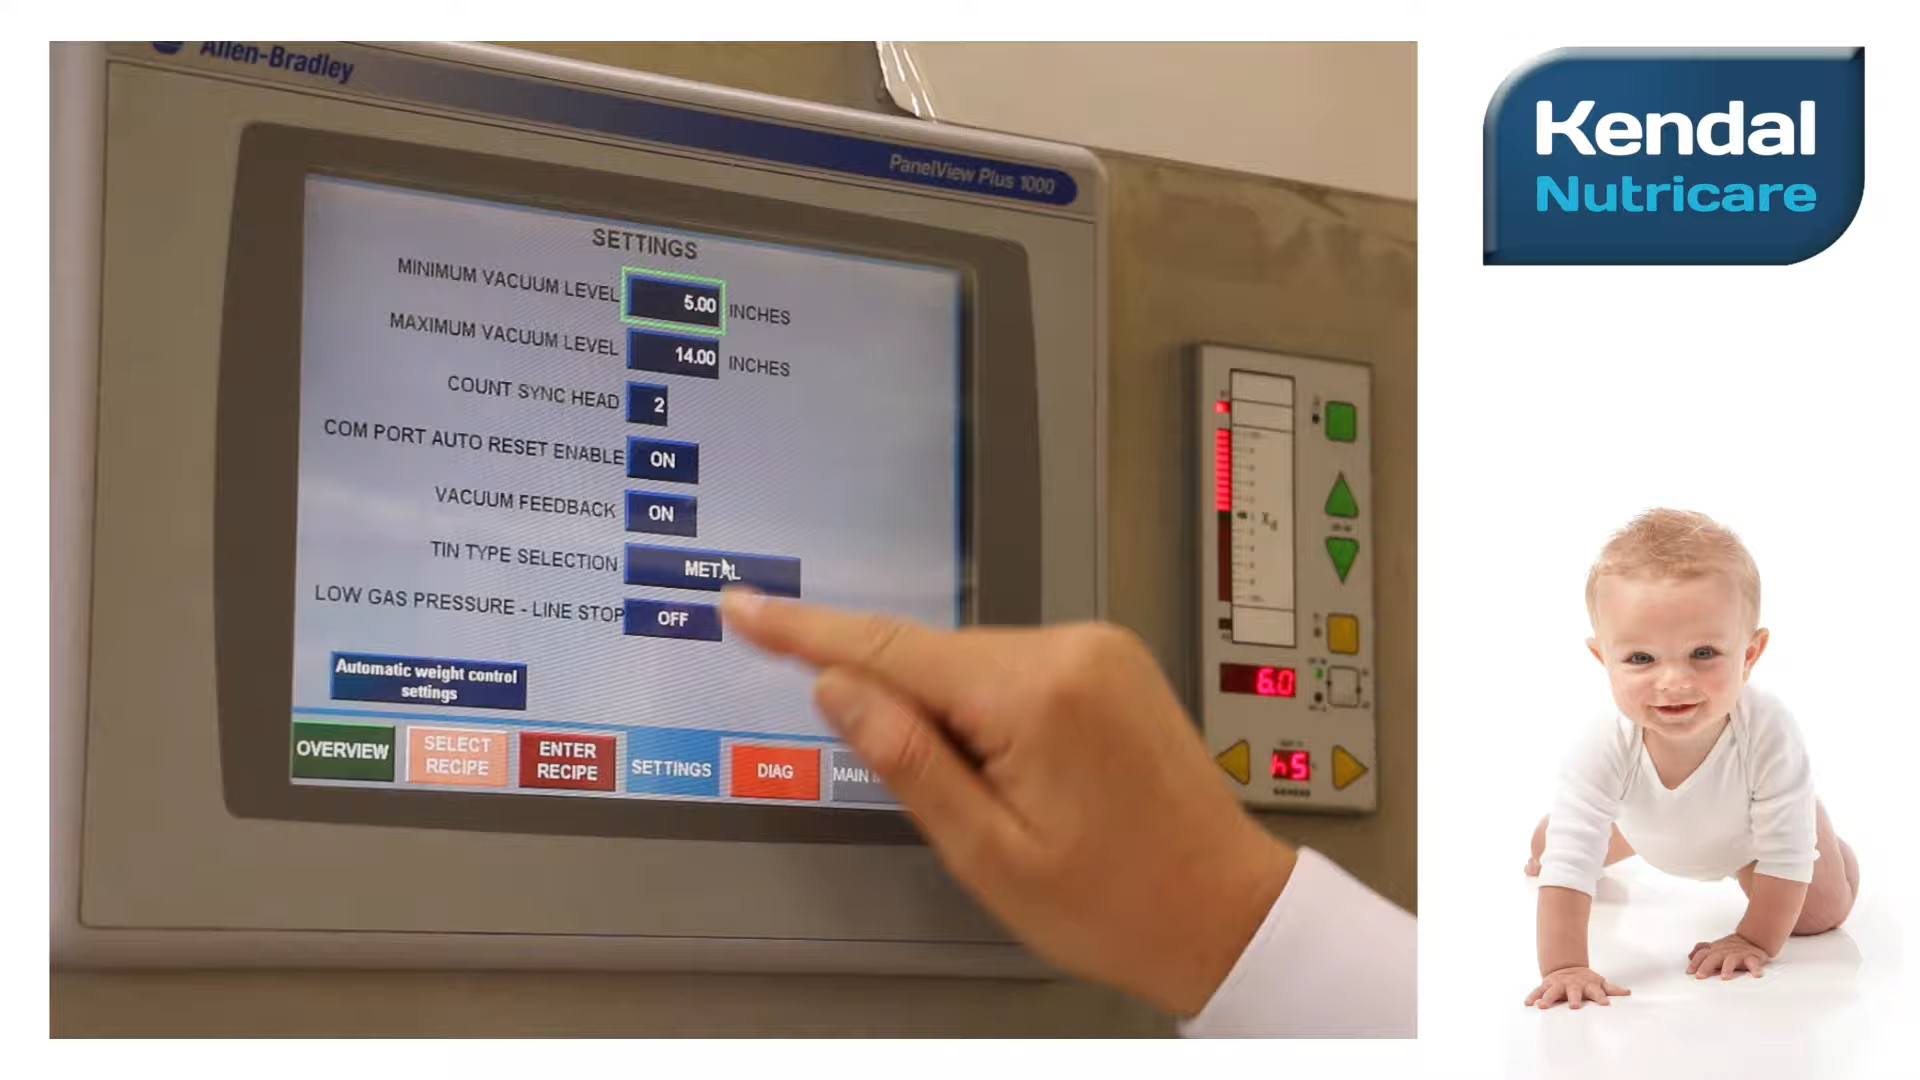 Allen-Bradley
PanelView Plus 1000
SETTINGS
MINIMUM VACUUM LEVEL 5.00 INCHES
MAXIMUM VACUUM LEVEL 14.00 INCHES
COUNT SYNC HEAD 2
COM PORT AUTO RESET ENABLE ON
VACUUM FEEDBACK ON
TIN TYPE SELECTION METAL
LOW GAS PRESSURE - LINE STOP OFF
Automatic weight control
settings
OVERVIEW
SELECT
RECIPE
ENTER
RECIPE
SETTINGS
DIAG
MAIN
6.0
h5
Kendal
Nutricare